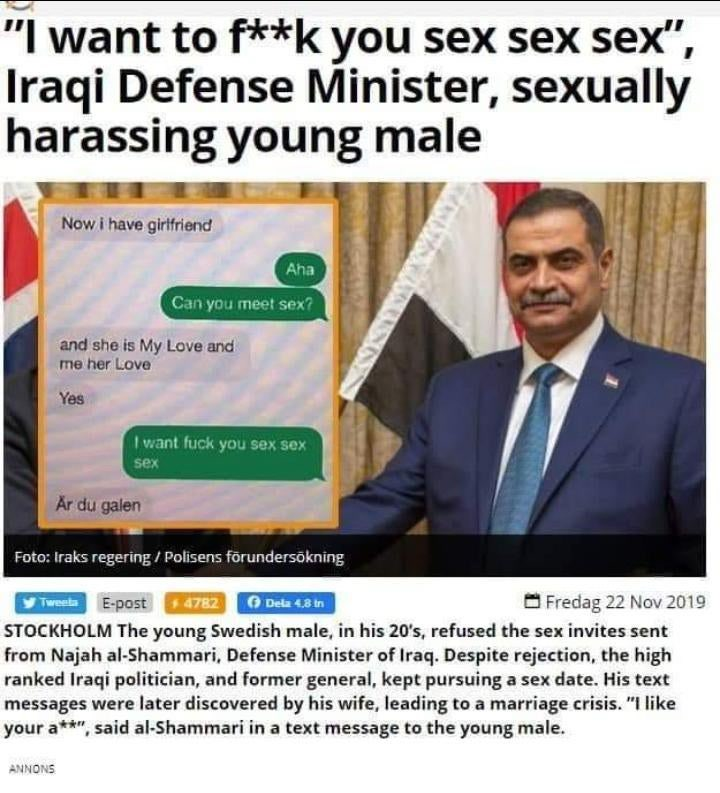 "I want to f**k you sex sex sex",
Iraqi Defense Minister, sexually
harassing young male
Now i have girlfriend
Aha
Can you meet sex?
and she is My Love and
me her Love
Yes
I want fuck you sex sex
sex
Är du galen
Foto: Iraks regering / Polisens förundersökning
Tweeta E-post 4782 Dela 4,8 tn Fredag 22 Nov 2019
STOCKHOLM The young Swedish male, in his 20's, refused the sex invites sent
from Najah al-Shammari, Defense Minister of Iraq. Despite rejection, the high
ranked Iraqi politician, and former general, kept pursuing a sex date. His text
messages were later discovered by his wife, leading to a marriage crisis. "I like
your a**", said al-Shammari in a text message to the young male.
ANNONS